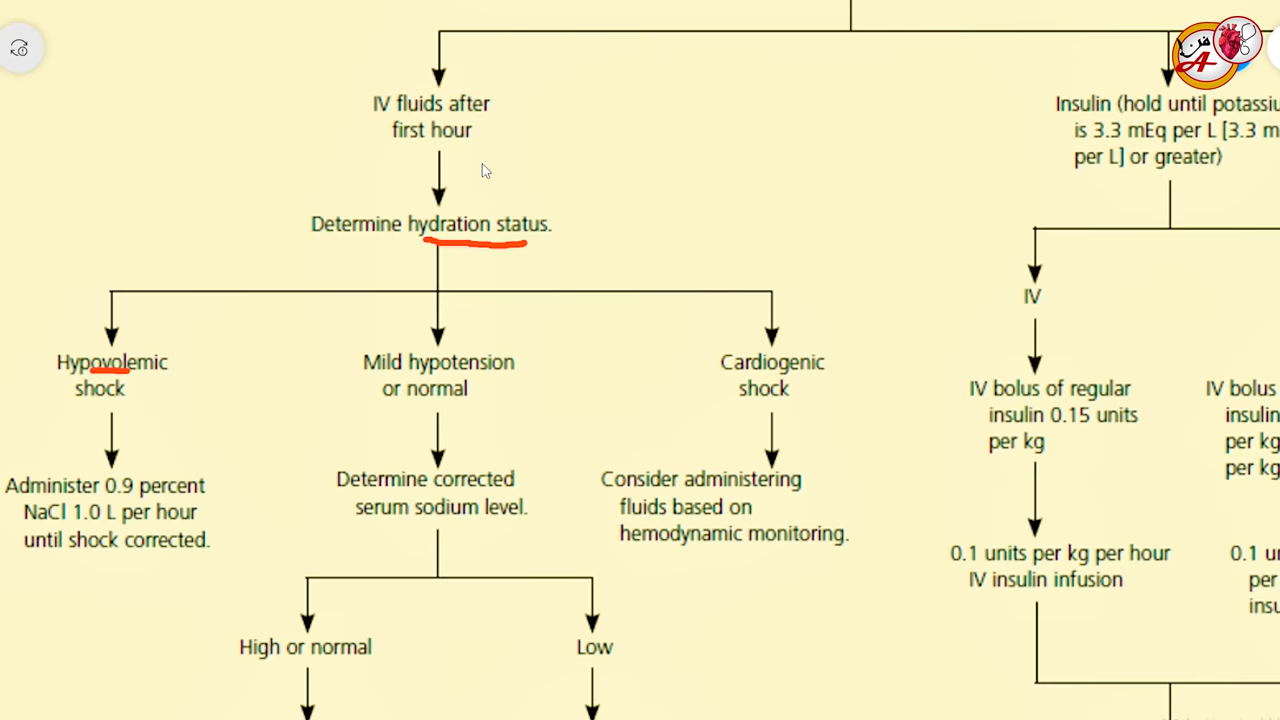 IV fluids after
first hour
Determine hydration status.
Hypovolemic
shock
Administer 0.9 percent
NaCl 1.0 L per hour
until shock corrected.
Mild hypotension
or normal
Determine corrected
serum sodium level.
High or normal
Low
Cardiogenic
shock
Consider administering
fluids based on
hemodynamic monitoring.
Insulin (hold until
is 3.3 mEq per L [3.3
per L] or greater)
IV
IV bolus of regular
insulin 0.15 units
per kg
0.1 units per kg per hour
IV insulin infusion
IV bolus
insulin
per kg
per kg
0.1
per
A